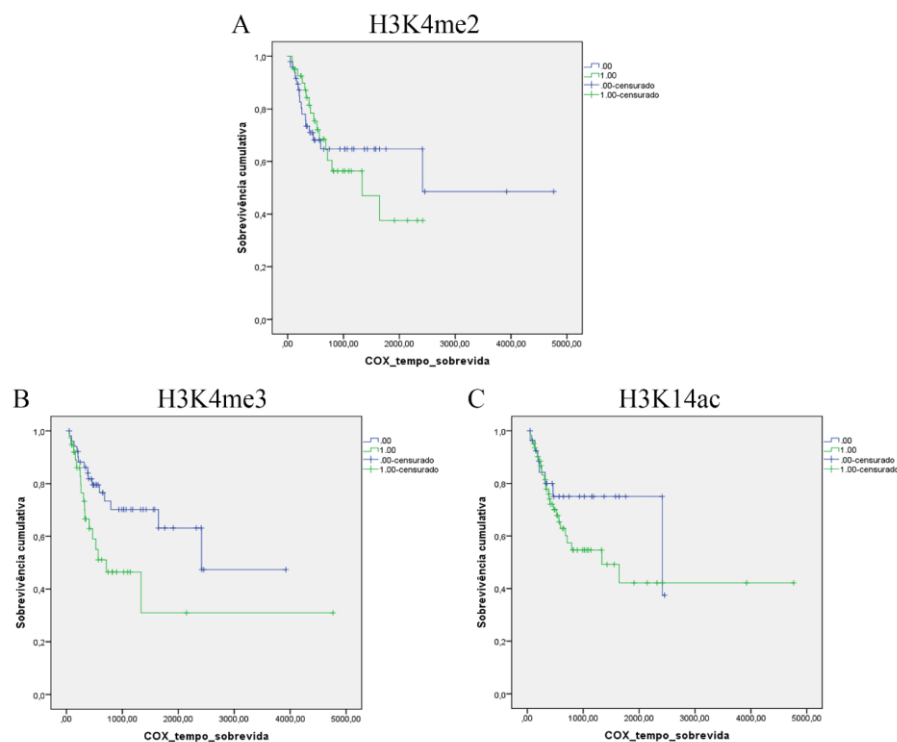 A
H3K4me2
Sobrevivência cumulativa
1,0
0,8
0,6
0,4
0,2
0,0
,00
1000,00
2000,00
3000,00
4000,00
5000,00
COX_tempo_sobrevida
.00
1.00
.00-censurado
1.00-censurado
B
H3K4me3
Sobrevivência cumulativa
1,0
0,8
0,6
0,4
0,2
0,0
,00
1000,00
2000,00
3000,00
4000,00
5000,00
COX_tempo_sobrevida
.00
1.00
.00-censurado
1.00-censurado
C
H3K14ac
Sobrevivência cumulativa
1,0
0,8
0,6
0,4
0,2
0,0
,00
1000,00
2000,00
3000,00
4000,00
5000,00
COX_tempo_sobrevida
.00
1.00
.00-censurado
1.00-censurado